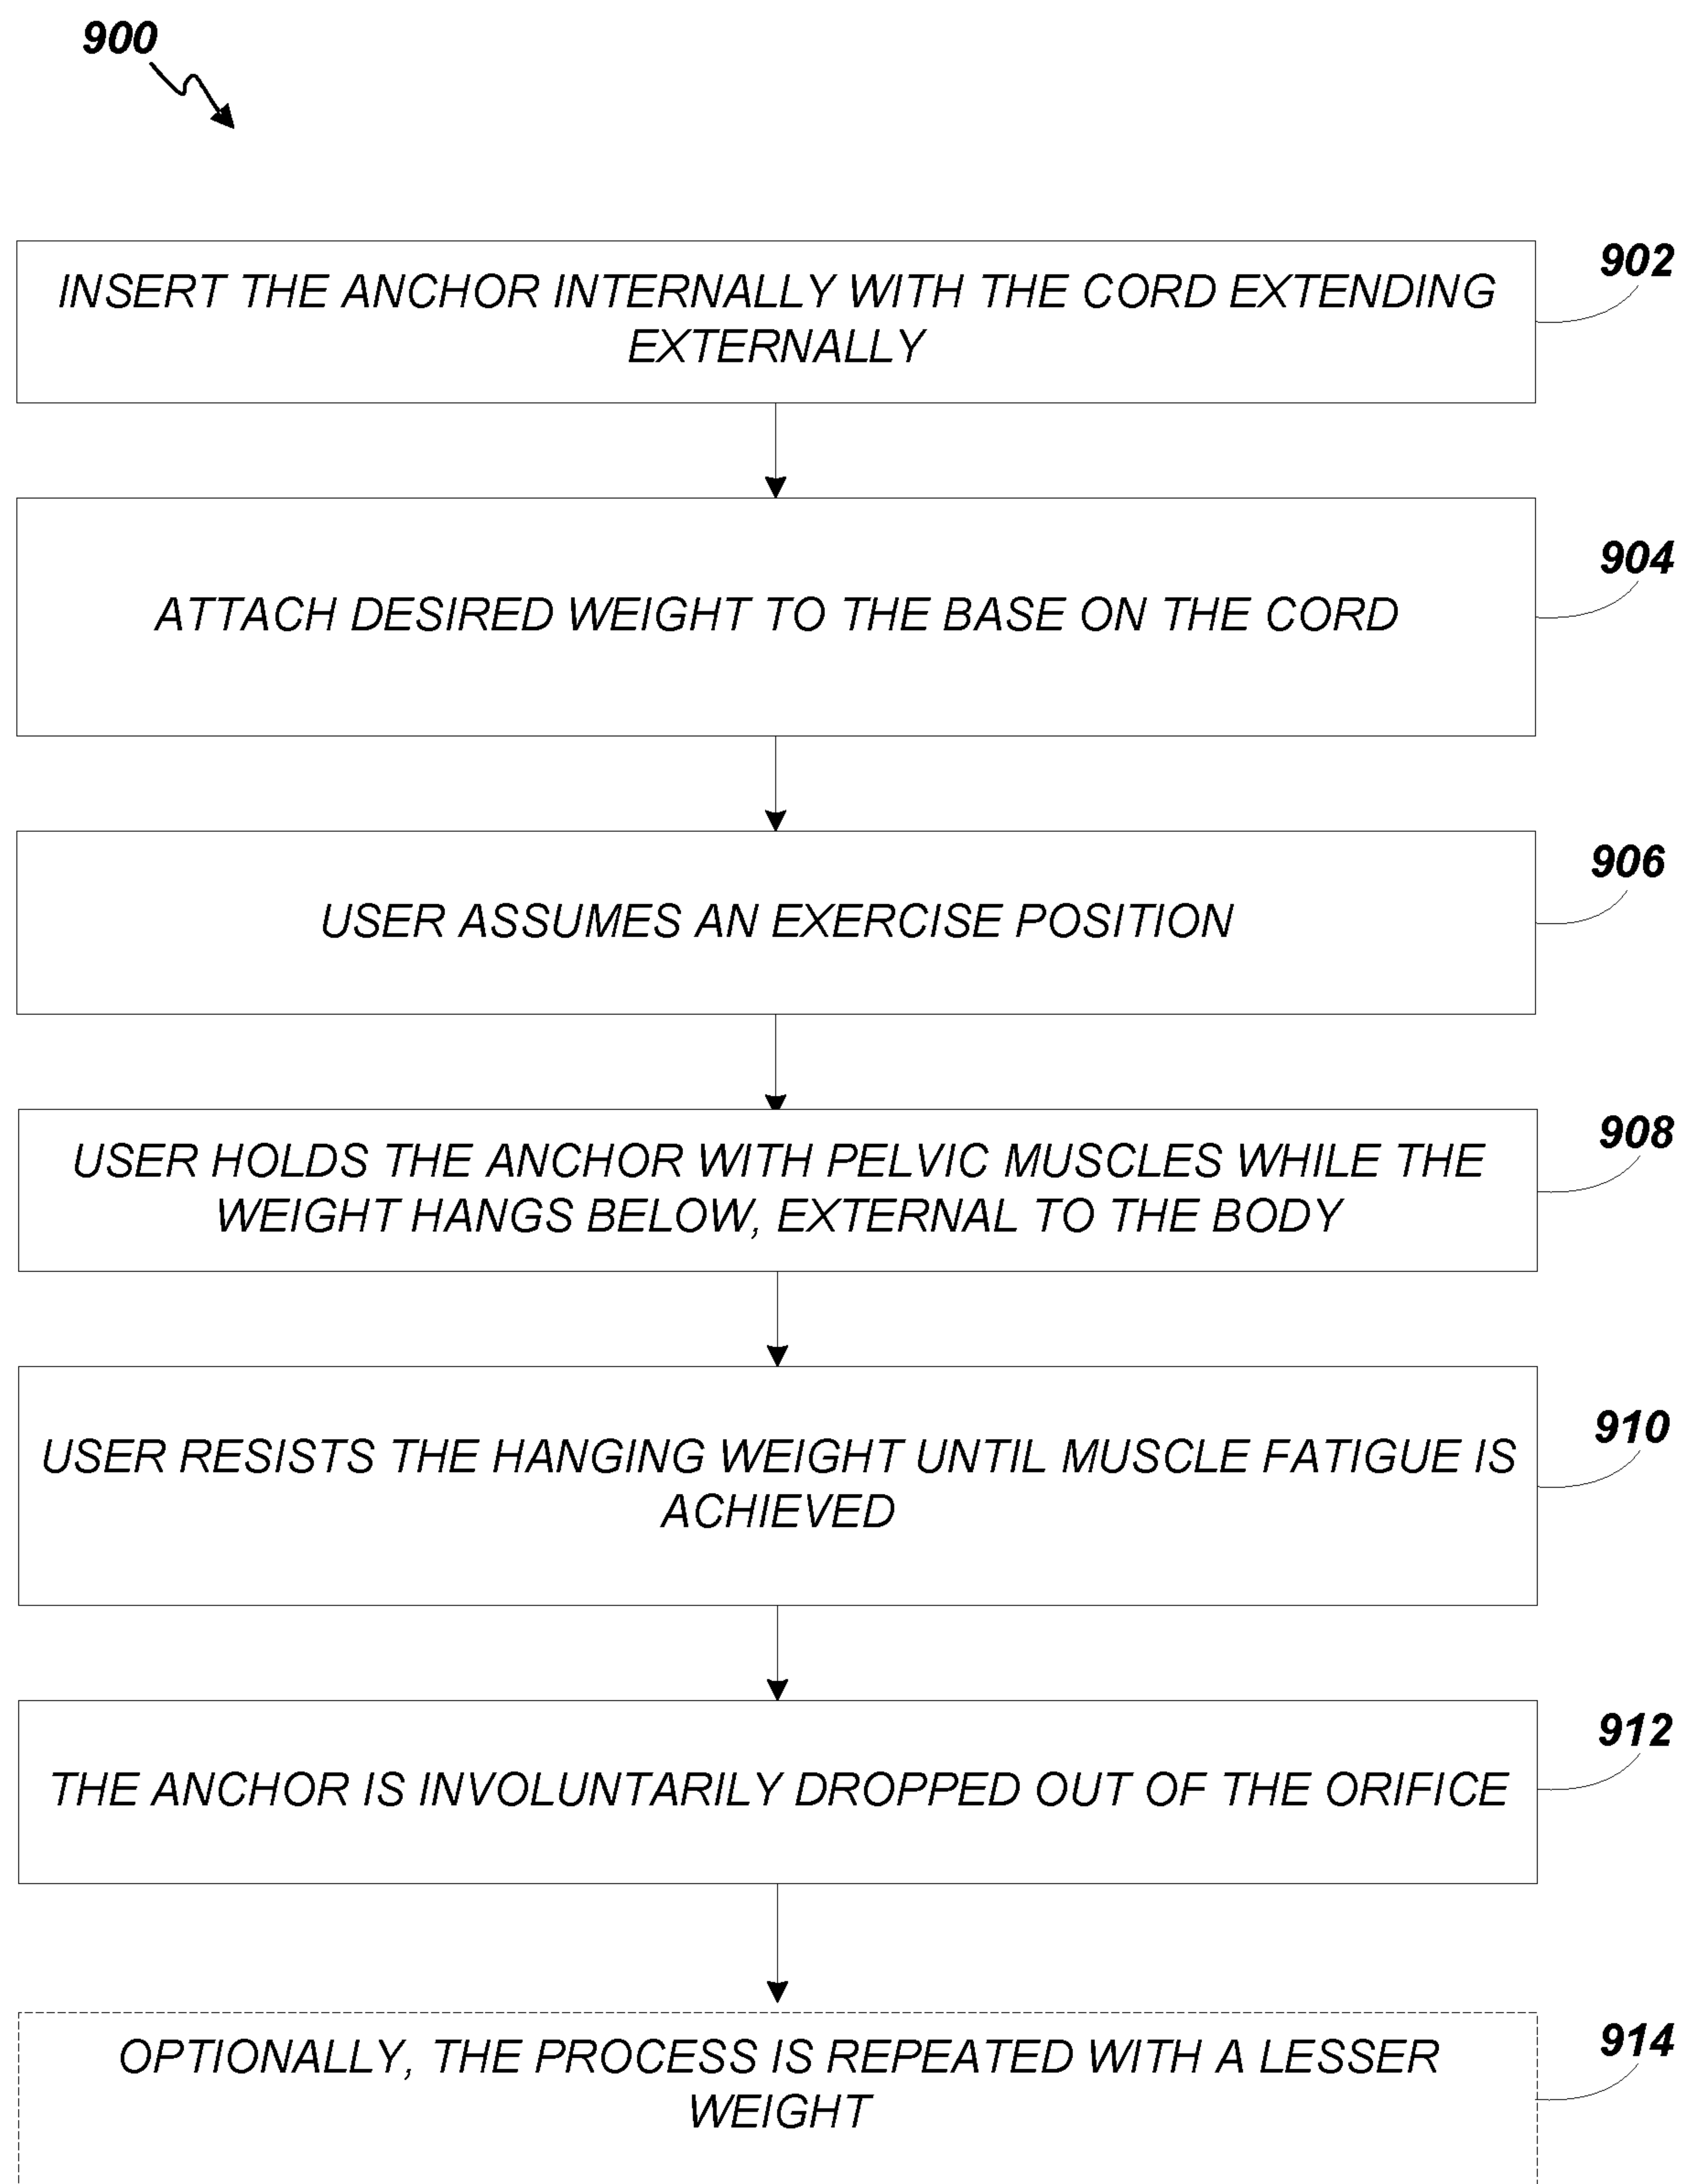 900
INSERT THE ANCHOR INTERNALLY WITH THE CORD EXTENDING
EXTERNALLY
902
ATTACH DESIRED WEIGHT TO THE BASE ON THE CORD
904
USER ASSUMES AN EXERCISE POSITION
906
USER HOLDS THE ANCHOR WITH PELVIC MUSCLES WHILE THE
WEIGHT HANGS BELOW, EXTERNAL TO THE BODY
908
USER RESISTS THE HANGING WEIGHT UNTIL MUSCLE FATIGUE IS
ACHIEVED
910
THE ANCHOR IS INVOLUNTARILY DROPPED OUT OF THE ORIFICE
912
OPTIONALLY, THE PROCESS IS REPEATED WITH A LESSER
WEIGHT
914